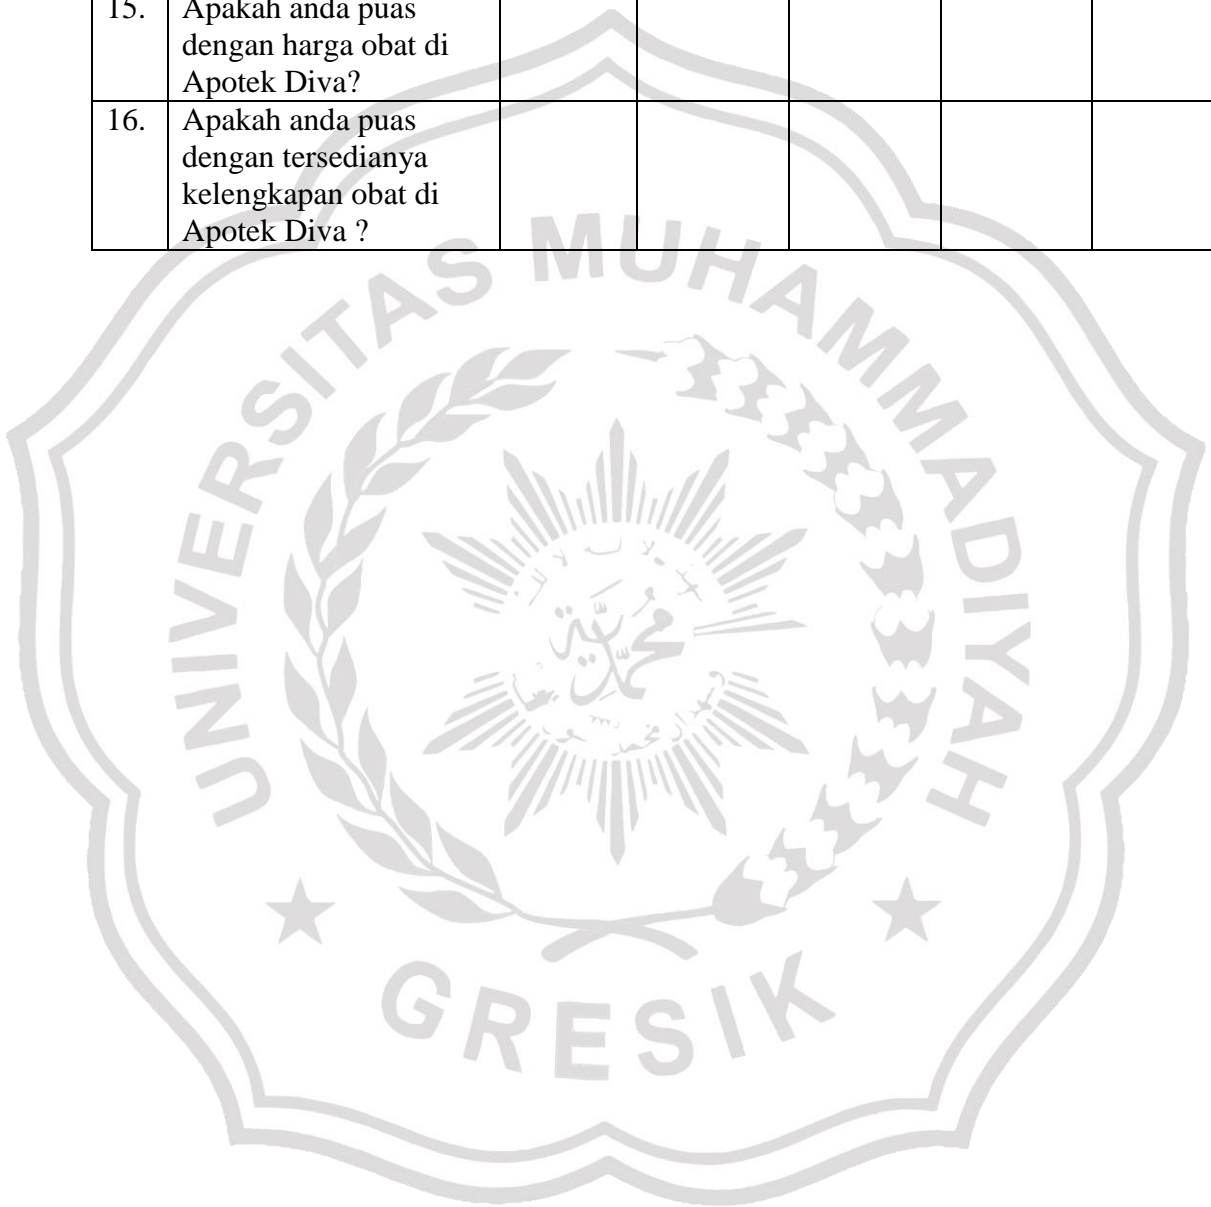 15. Apakah anda puas
dengan harga obat di
Apotek Diva?
16. Apakah anda puas
dengan tersedianya
kelengkapan obat di
Apotek Diva ?
UNIVERSITAS MUHAMMADIYAH
محمدية
GRESIK